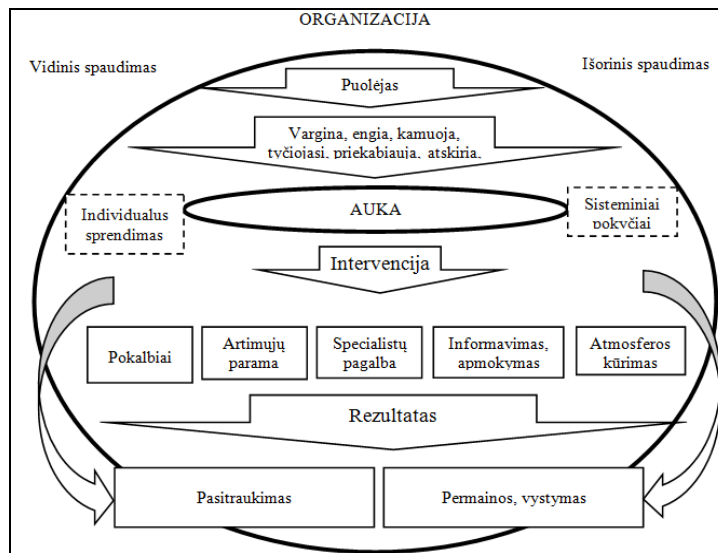 ORGANIZACIJA
Vidinis spaudimas
Išorinis spaudimas
Puolėjas
Vargina, engia, kamuoja,
tyčiojasi, priekabiauja, atskiria,
Individualus
sprendimas
AUKA
Sisteminiai
pokyčiai
Intervencija
Pokalbiai
Artimųjų
parama
Specialistų
pagalba
Informavimas,
apmokymas
Atmosferos
kūrimas
Rezultatas
Pasitraukimas
Permainos, vystymas